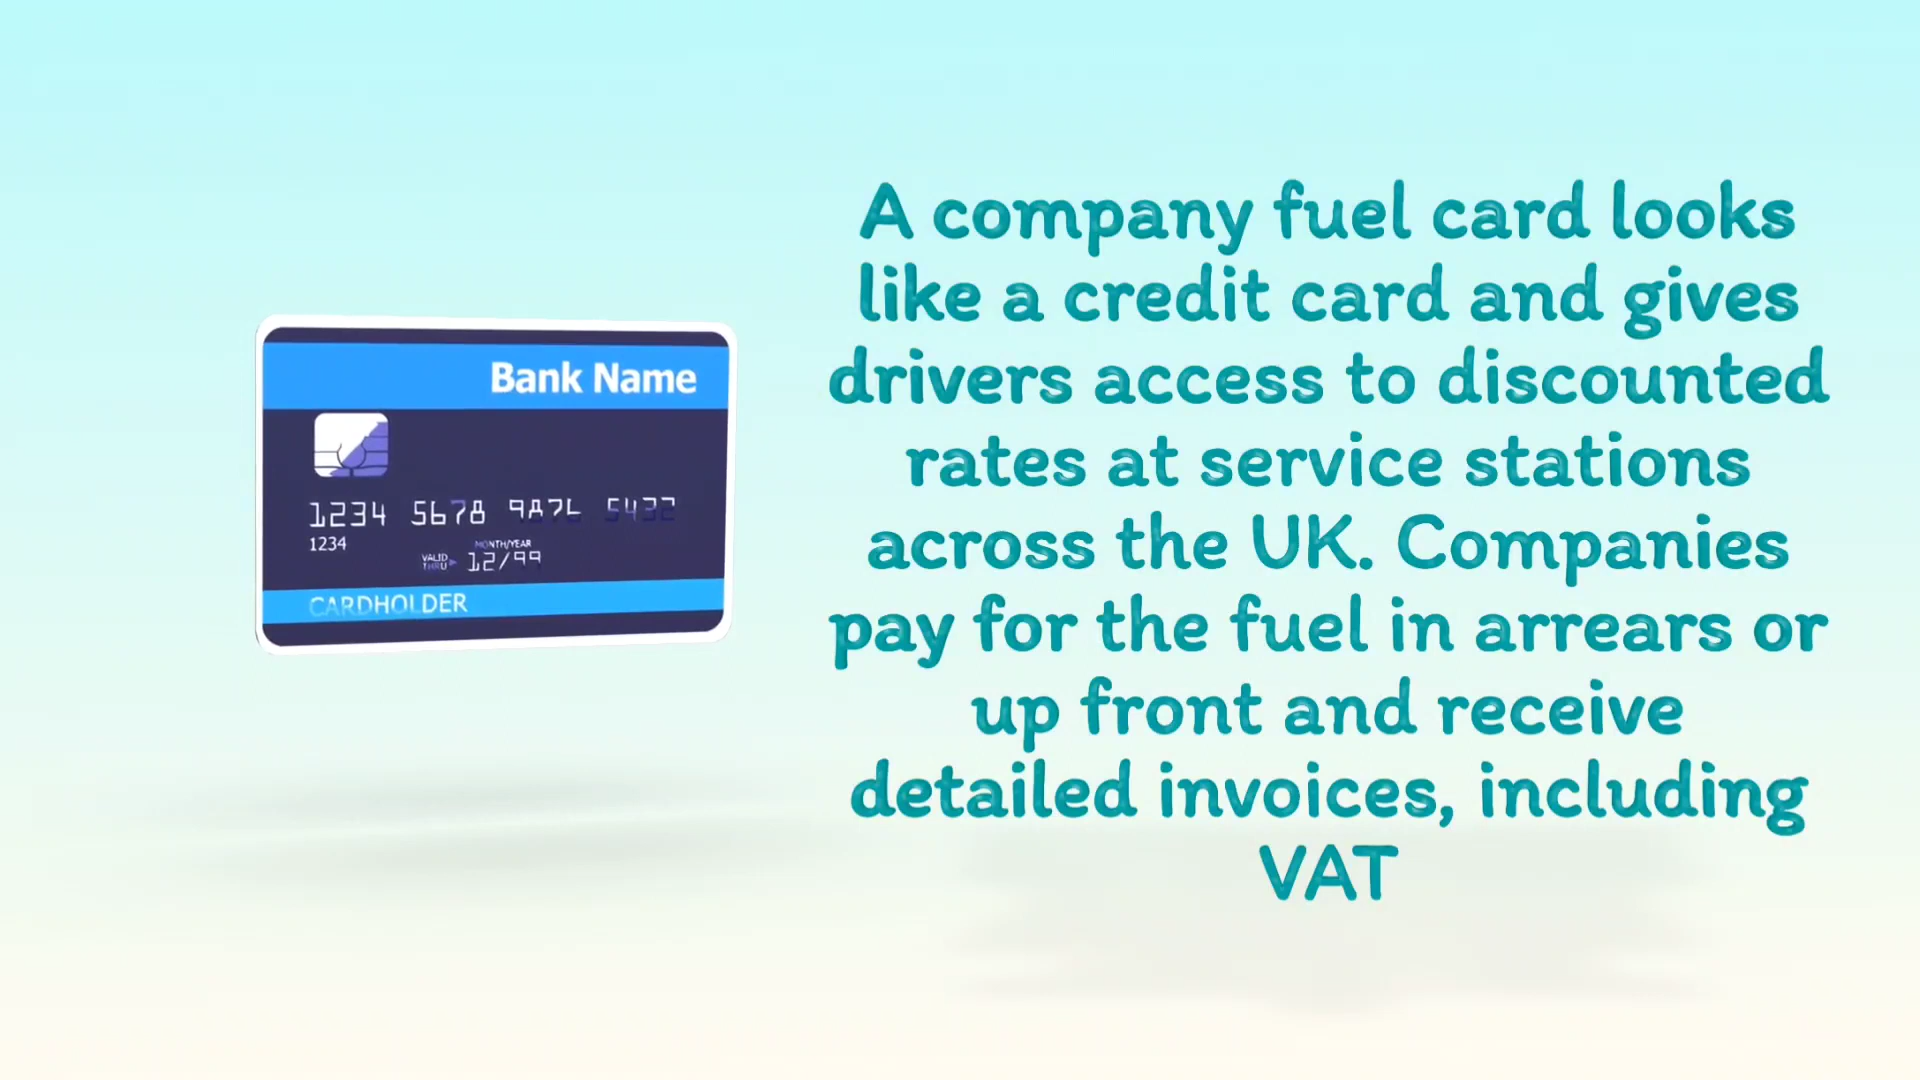 Bank Name
1234 5678 9876 5432
1234
MONTH/YEAR
VALID
THRU
12/99
CARDHOLDER
A company fuel card looks
like a credit card and gives
drivers access to discounted
rates at service stations
across the UK. Companies
pay for the fuel in arrears or
up front and receive
detailed invoices, including
VAT